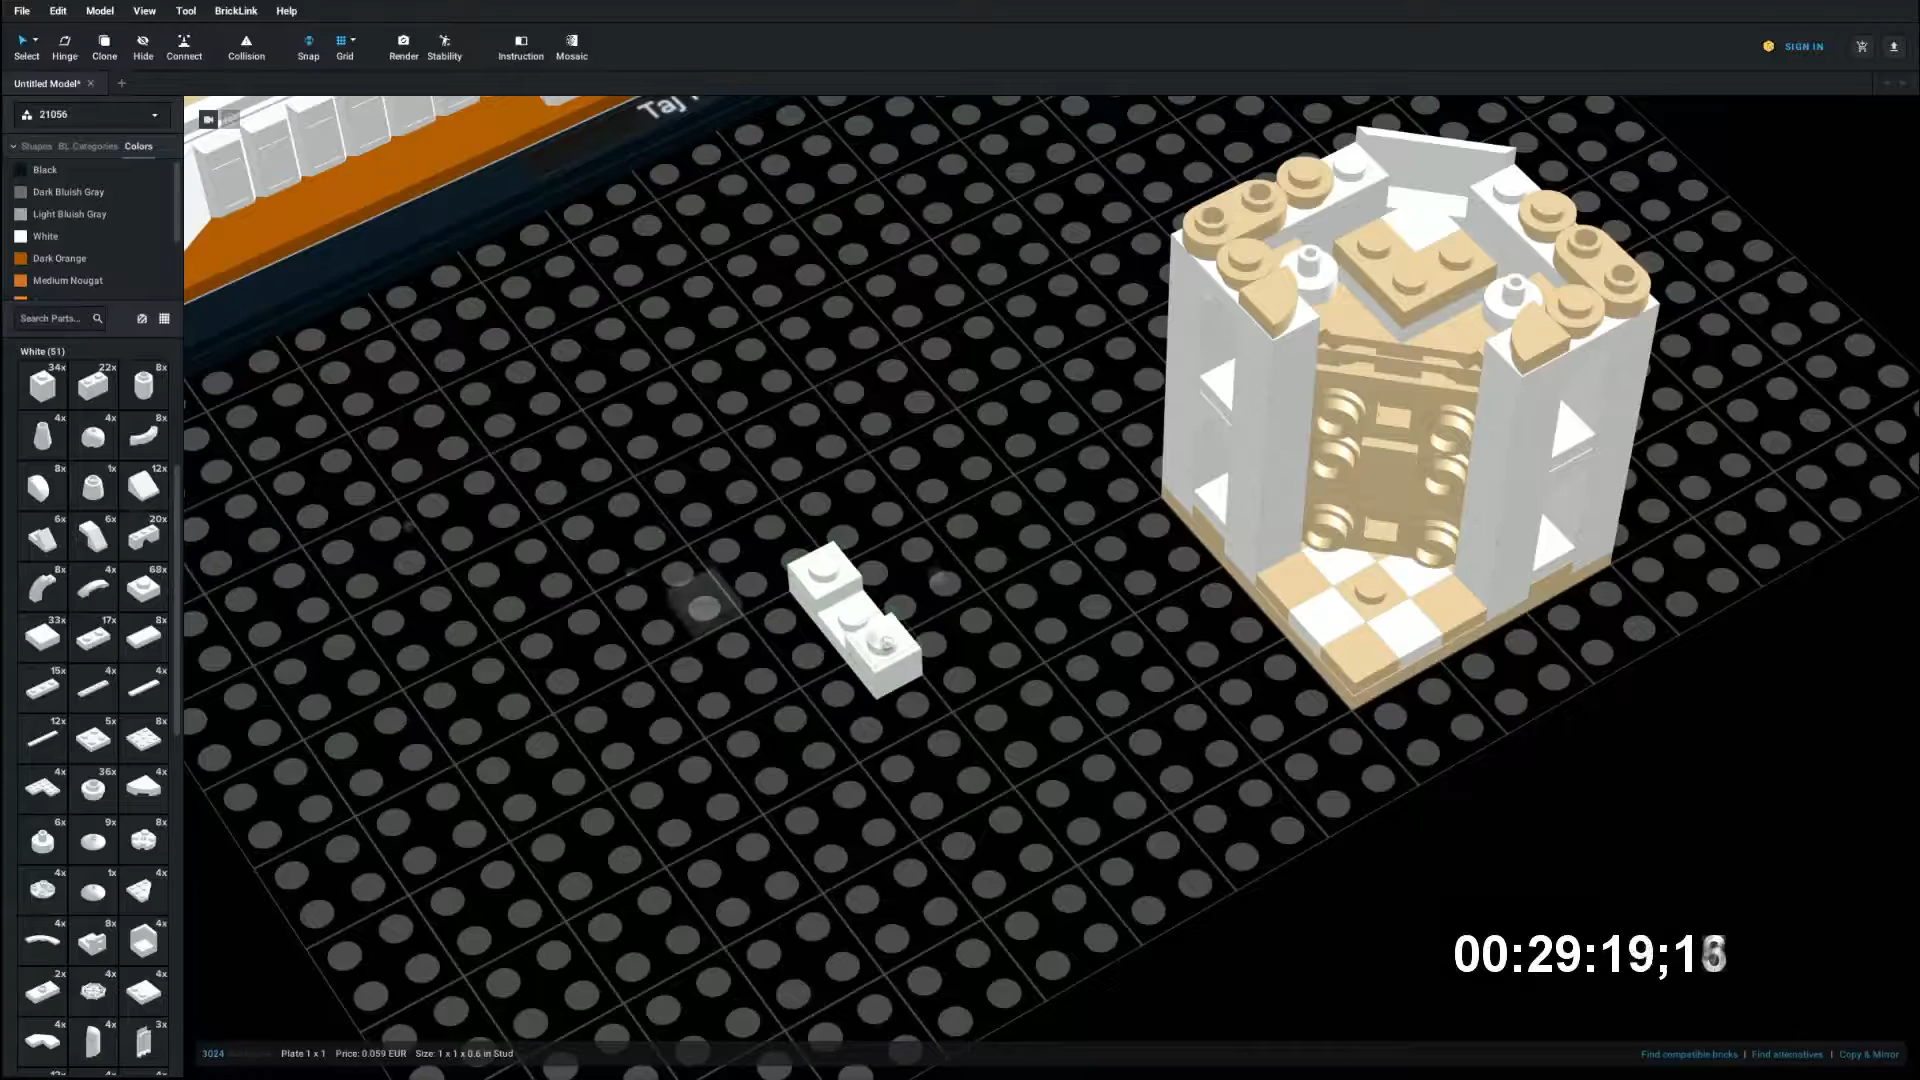 File Edit Model View Tool BrickLink Help
Select Hinge Clone Hide Connect Collision Snap Grid Render Stability Instruction Mosaic
SIGN IN
Untitled Model*
21056
Shapes BL Categories Colors
Black
Dark Bluish Gray
Light Bluish Gray
White
Dark Orange
Medium Nougat
Search Parts...
White (51)
34x 22x 8x
4x 4x 8x
8x 1x 12x
6x 6x 20x
8x 4x 68x
33x 17x 8x
15x 4x 4x
12x 5x 8x
4x 36x 4x
6x 9x 8x
4x 1x 4x
4x 8x 4x
2x 4x 4x
4x 4x 3x
Taj
00:29:19;1
3024 Plate 1 x 1 Price: 0.059 EUR Size: 1 x 1 x 0.6 in Stud
Find compatible bricks | Find alternatives | Copy & Mirror